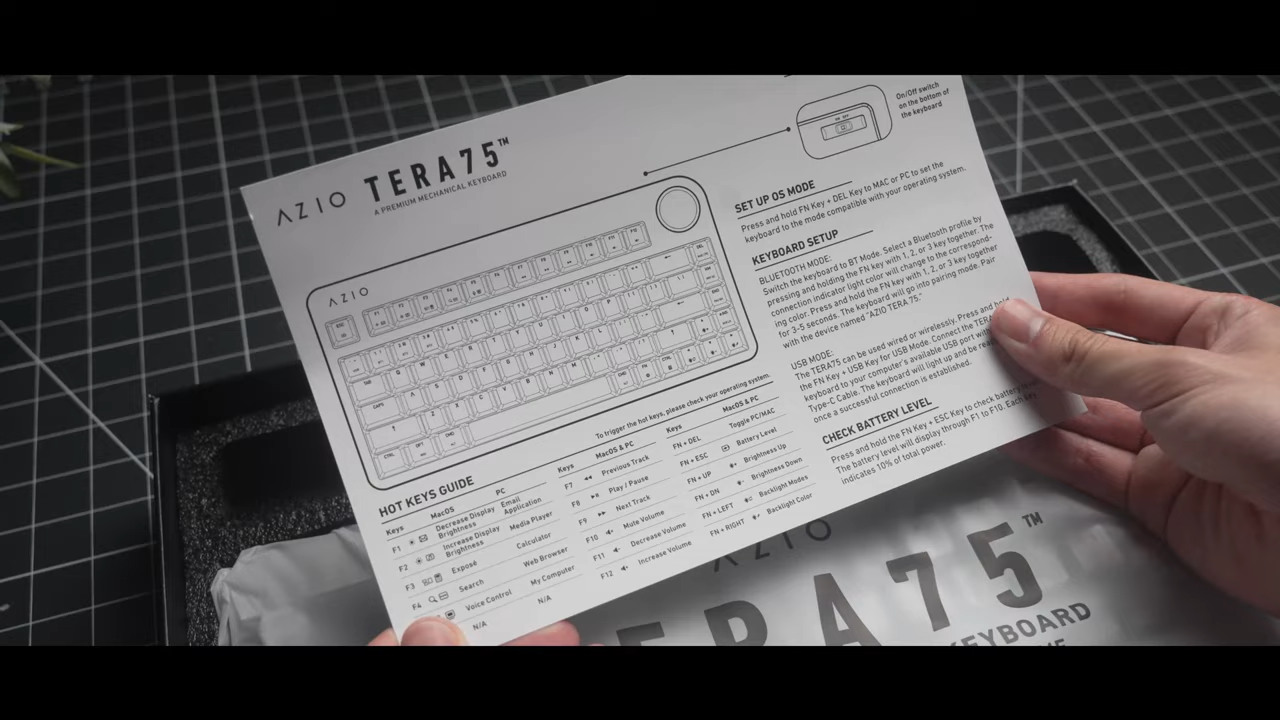 AZIO TERA75™
A PREMIUM MECHANICAL KEYBOARD
On/Off switch
on the bottom of
the keyboard
AZIO
SET UP OS MODE
Press and hold FN Key + DEL Key to MAC or PC to set the
keyboard to the mode compatible with your operating system.
KEYBOARD SETUP
BLUETOOTH MODE:
Switch the keyboard to BT Mode. Select a Bluetooth profile by
pressing and holding the FN key with 1, 2, or 3 key together. The
connection indicator light color will change to the correspond-
ing color. Press and hold the FN key with 1, 2, or 3 key together
for 3-5 seconds. The keyboard will go into pairing mode. Pair
with the device named "AZIO TERA 75."
USB MODE:
The TERA75 can be used wired or wirelessly. Press and hold
the FN Key + USB Key for USB Mode. Connect the
keyboard to your computer's available USB port
Type-C Cable. The keyboard will light up and be
once a successful connection is established.
CHECK BATTERY LEVEL
Press and hold the FN Key + ESC Key to check battery
The battery level will display through F1 to F10. Each
indicates 10% of total power.
To trigger the hot keys, please check your operating system.
HOT KEYS GUIDE
Keys MacOS PC
F1 Decrease Display Brightness Email Application
F2 Increase Display Brightness Media Player
F3 Exposé Calculator
F4 Search Web Browser
Voice Control My Computer
N/A N/A
Keys MacOS & PC
F7 Previous Track
F8 Play / Pause
F9 Next Track
F10 Mute Volume
F11 Decrease Volume
F12 Increase Volume
Keys MacOS & PC
FN + DEL Toggle PC/MAC
FN + ESC Battery Level
FN + UP Brightness Up
FN + DN Brightness Down
FN + LEFT Backlight Modes
FN + RIGHT Backlight Color
AZIO
TERA75™
KEYBOARD